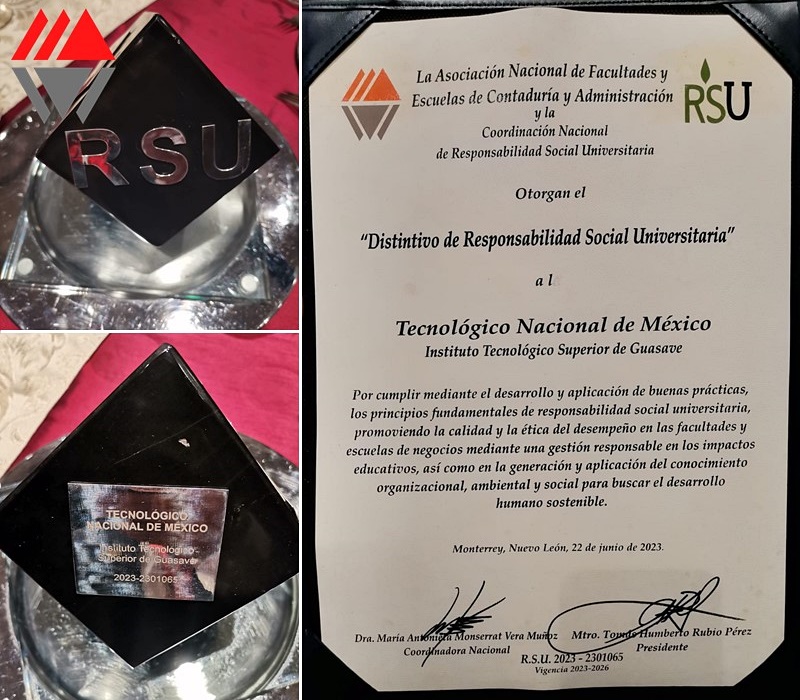 RSU
TECNOLÓGICO
NACIONAL DE MÉXICO
Instituto Tecnológico
Superior de Guasave
2023-2301065
La Asociación Nacional de Facultades y
Escuelas de Contaduría y Administración
y la
Coordinación Nacional
de Responsabilidad Social Universitaria
RSU
Otorgan el
“Distintivo de Responsabilidad Social Universitaria”
a l
Tecnológico Nacional de México
Instituto Tecnológico Superior de Guasave
Por cumplir mediante el desarrollo y aplicación de buenas prácticas,
los principios fundamentales de responsabilidad social universitaria,
promoviendo la calidad y la ética del desempeño en las facultades y
escuelas de negocios mediante una gestión responsable en los impactos
educativos, así como en la generación y aplicación del conocimiento
organizacional, ambiental y social para buscar el desarrollo
humano sostenible.
Monterrey, Nuevo León, 22 de junio de 2023.
Dra. María Antonieta Monserrat Vera Muñoz
Coordinadora Nacional
Mtro. Tomás Humberto Rubio Pérez
Presidente
R.S.U. 2023 - 2301065
Vigencia 2023-2026